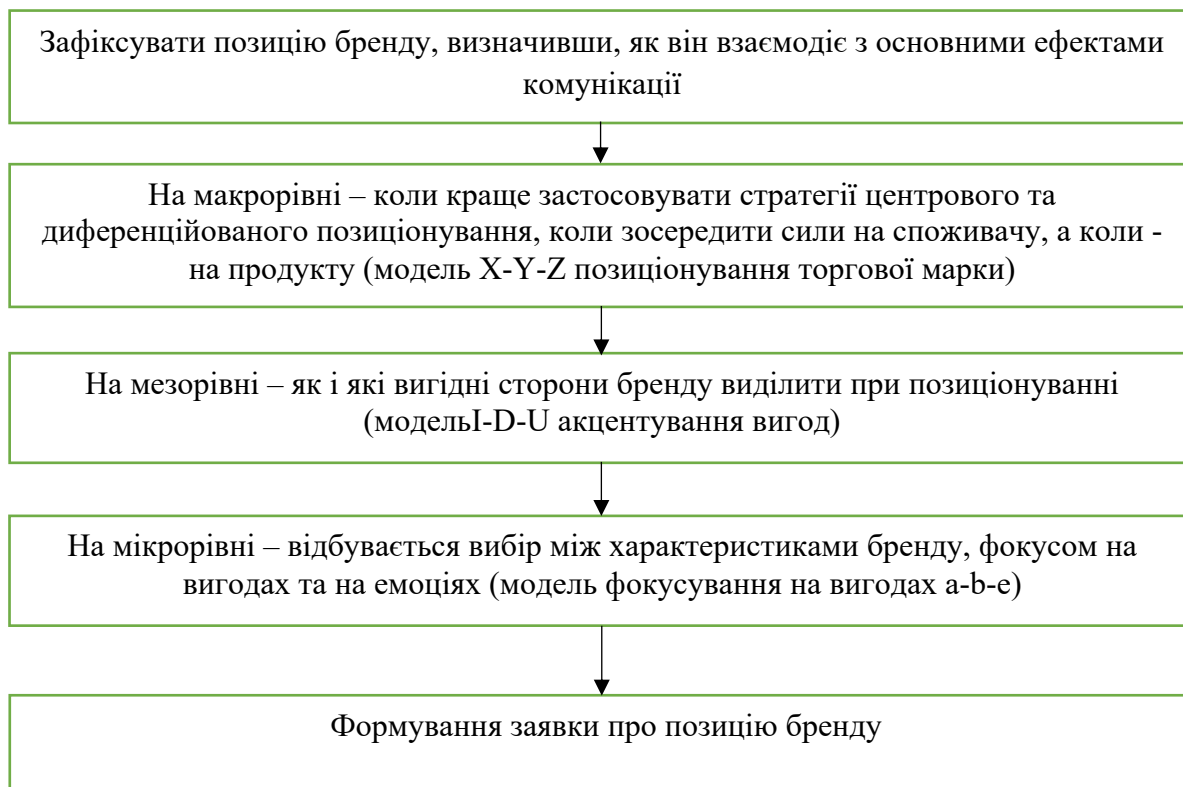 Зафіксувати позицію бренду, визначивши, як він взаємодіє з основними ефектами
комунікації
На макрорівні – коли краще застосовувати стратегії центрового та
диференційованого позиціонування, коли зосередити сили на споживачу, а коли -
на продукту (модель X-Y-Z позиціонування торгової марки)
На мезорівні – як і які вигідні сторони бренду виділити при позиціонуванні
(модельI-D-U акцентування вигод)
На мікрорівні – відбувається вибір між характеристиками бренду, фокусом на
вигодах та на емоціях (модель фокусування на вигодах a-b-e)
Формування заявки про позицію бренду